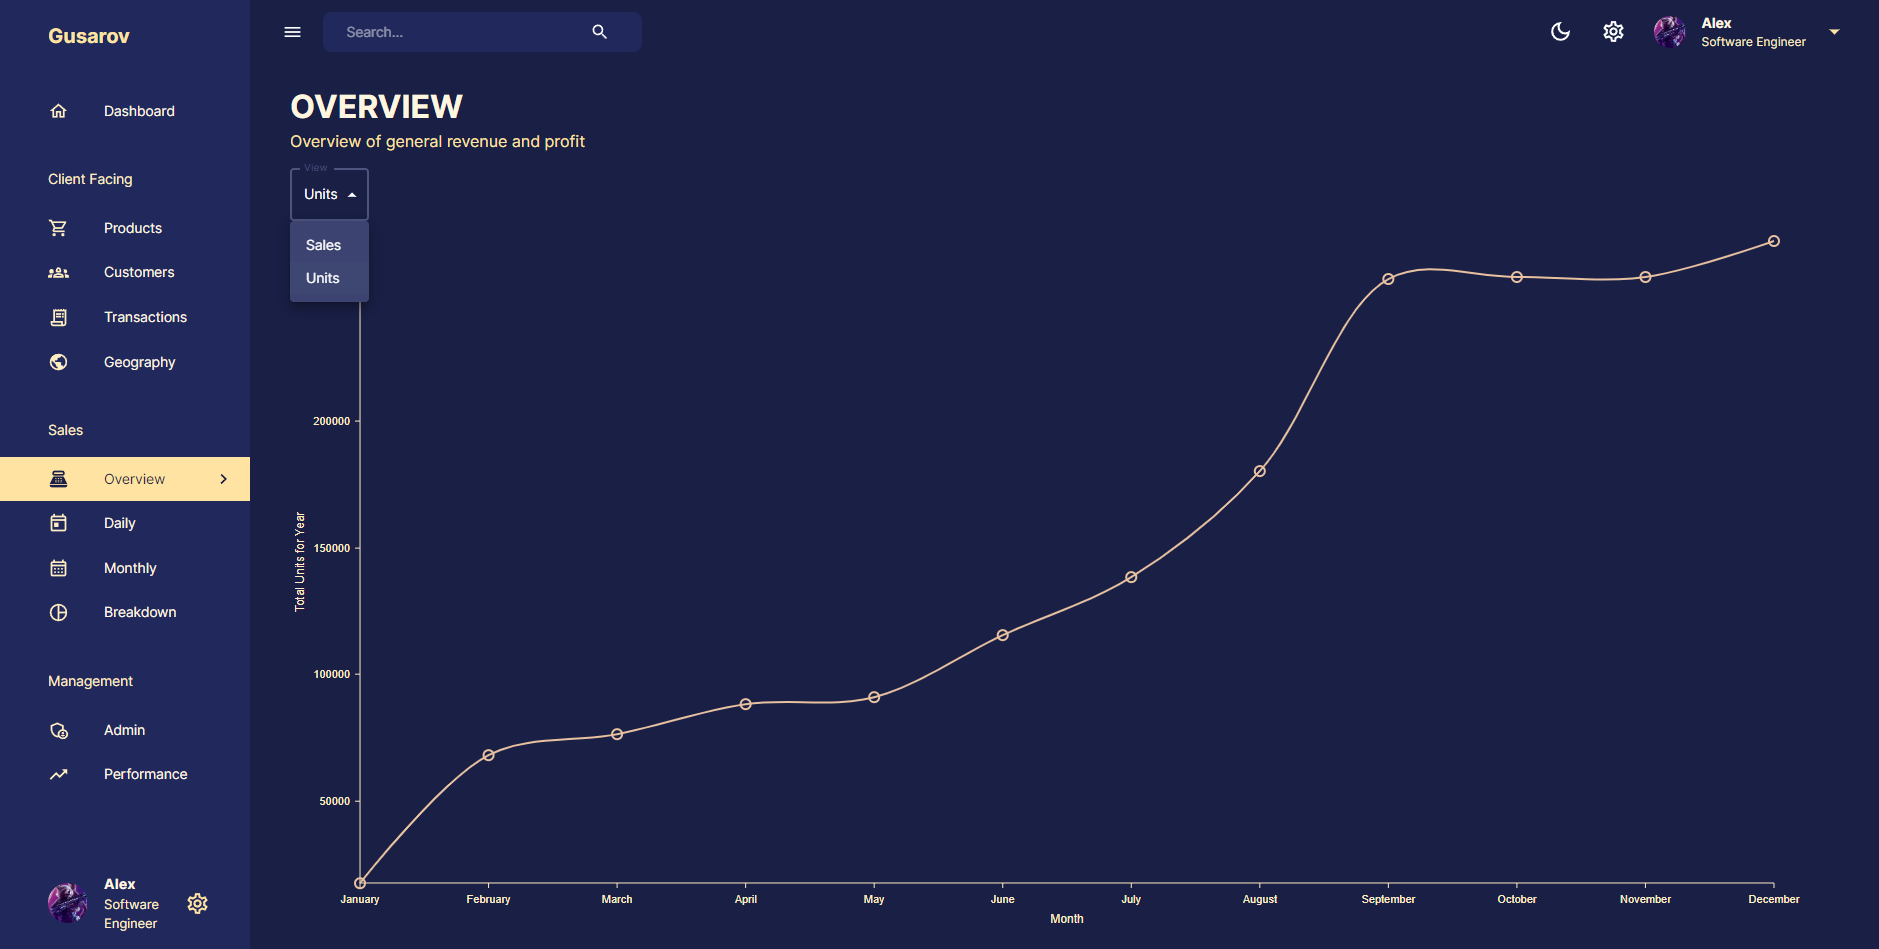 Gusarov
Dashboard
Client Facing
Products
Customers
Transactions
Geography
Sales
Overview
Daily
Monthly
Breakdown
Management
Admin
Performance
Alex
Software
Engineer
Search...
Alex
Software Engineer
OVERVIEW
Overview of general revenue and profit
View
Units
Sales
Units
200000
150000
100000
50000
Total Units for Year
January February March April May June July August September October November December
Month